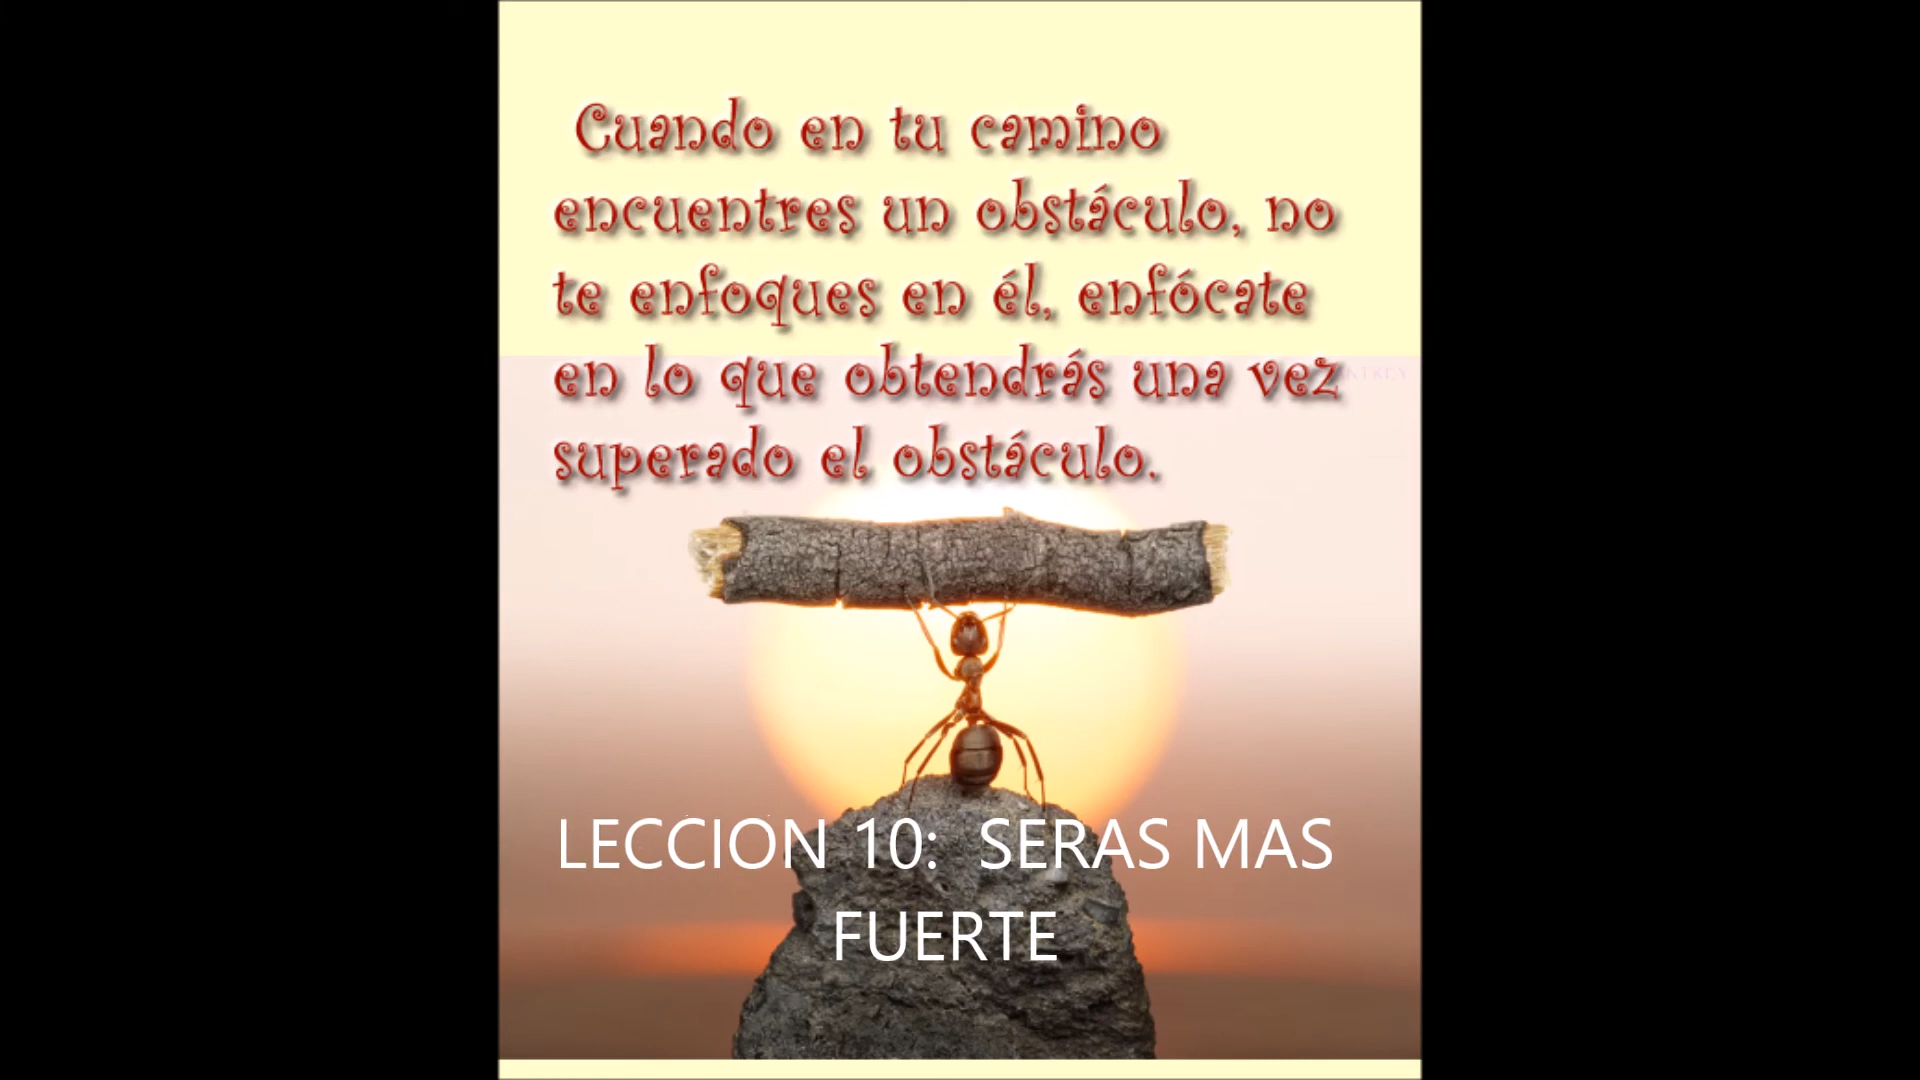 Cuando en tu camino
encuentres un obstáculo, no
te enfoques en él, enfócate
en lo que obtendrás una vez
superado el obstáculo.
LECCION 10: SERAS MAS
FUERTE